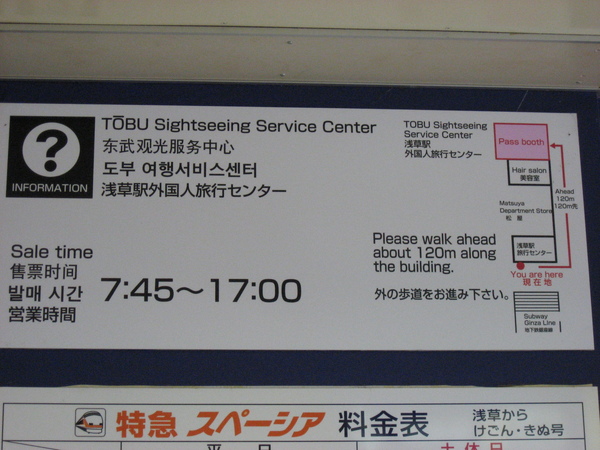 INFORMATION
TŌBU Sightseeing Service Center
东武观光服务中心
도부 여행서비스센터
浅草駅外国人旅行センター
Sale time
售票时间
발매 시간
営業時間
7:45～17:00
TOBU Sightseeing
Service Center
浅草駅
外国人旅行センター
Pass booth
Hair salon
美容室
Ahead
120m
120m先
Matsuya
Department Store
松 屋
浅草駅
旅行センター
Please walk ahead
about 120m along
the building.
外の歩道をお進み下さい。
You are here
現在地
Subway
Ginza Line
地下鉄銀座線
特急 スペーシア 料金表
浅草から
けごん・きぬ号
平 日
土休日